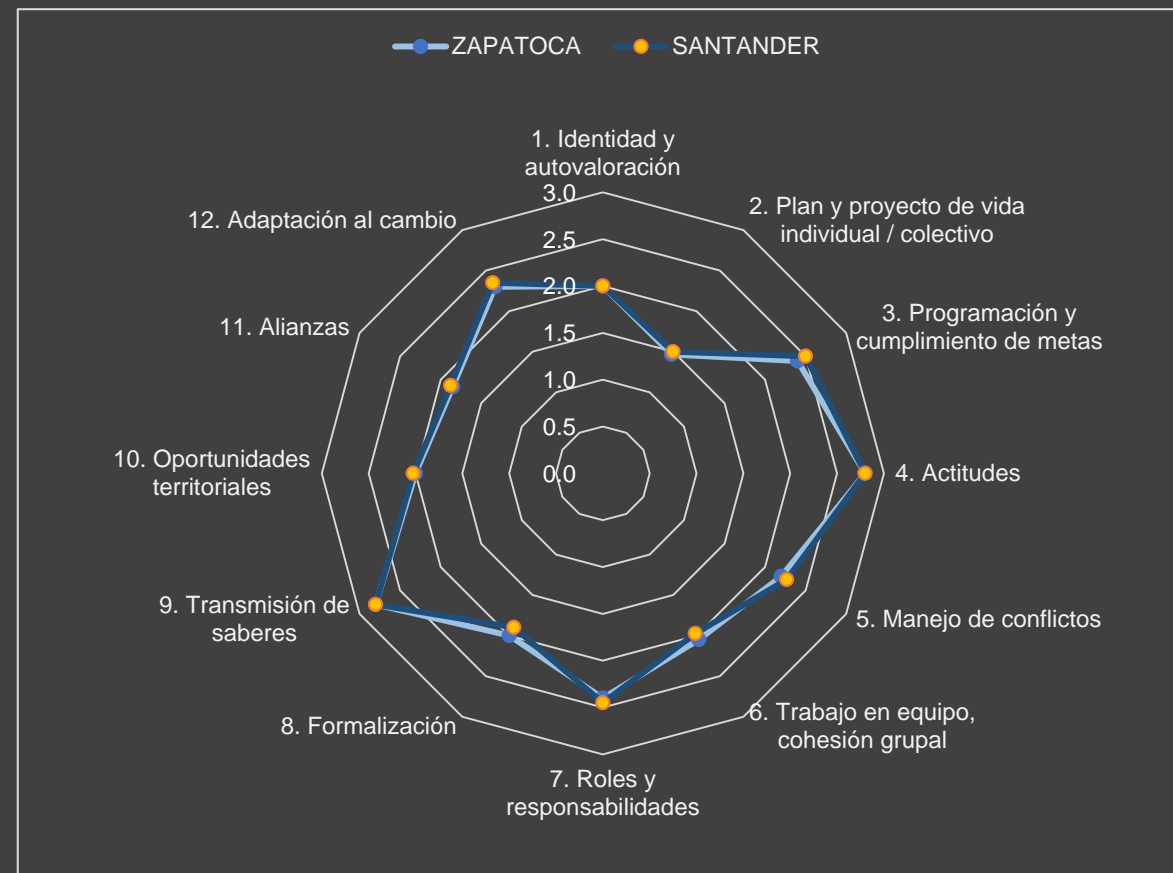 ZAPATOCA
SANTANDER
1. Identidad y
autovaloración
2. Plan y proyecto de vida
individual / colectivo
3. Programación y
cumplimiento de metas
4. Actitudes
5. Manejo de conflictos
6. Trabajo en equipo,
cohesión grupal
7. Roles y
responsabilidades
8. Formalización
9. Transmisión de
saberes
10. Oportunidades
territoriales
11. Alianzas
12. Adaptación al cambio
3.0
2.5
2.0
1.5
1.0
0.5
0.0